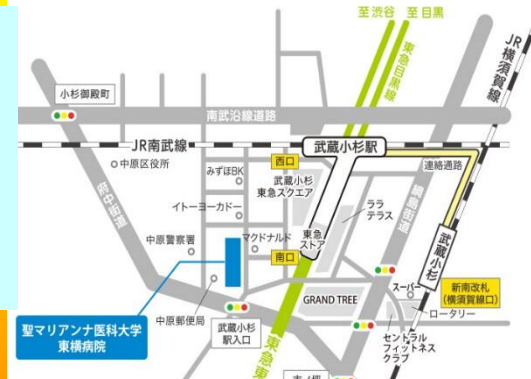 至渋谷 至目黒
東急目黒線
JR横須賀線
小杉御殿町
南武沿線道路
JR南武線
武蔵小杉駅
中原区役所
西口
連絡通路
みずほBK
武蔵小杉
東急スクエア
綱島街道
府中街道
イトーヨーカドー
ララ
テラス
東急
ストア
武蔵小杉
中原警察署
マクドナルド
南口
スーパー
新南改札
(横須賀線口)
GRAND TREE
ロータリー
中原郵便局
聖マリアンナ医科大学
東横病院
武蔵小杉
駅入口
セントラル
フィットネス
クラブ
東急東